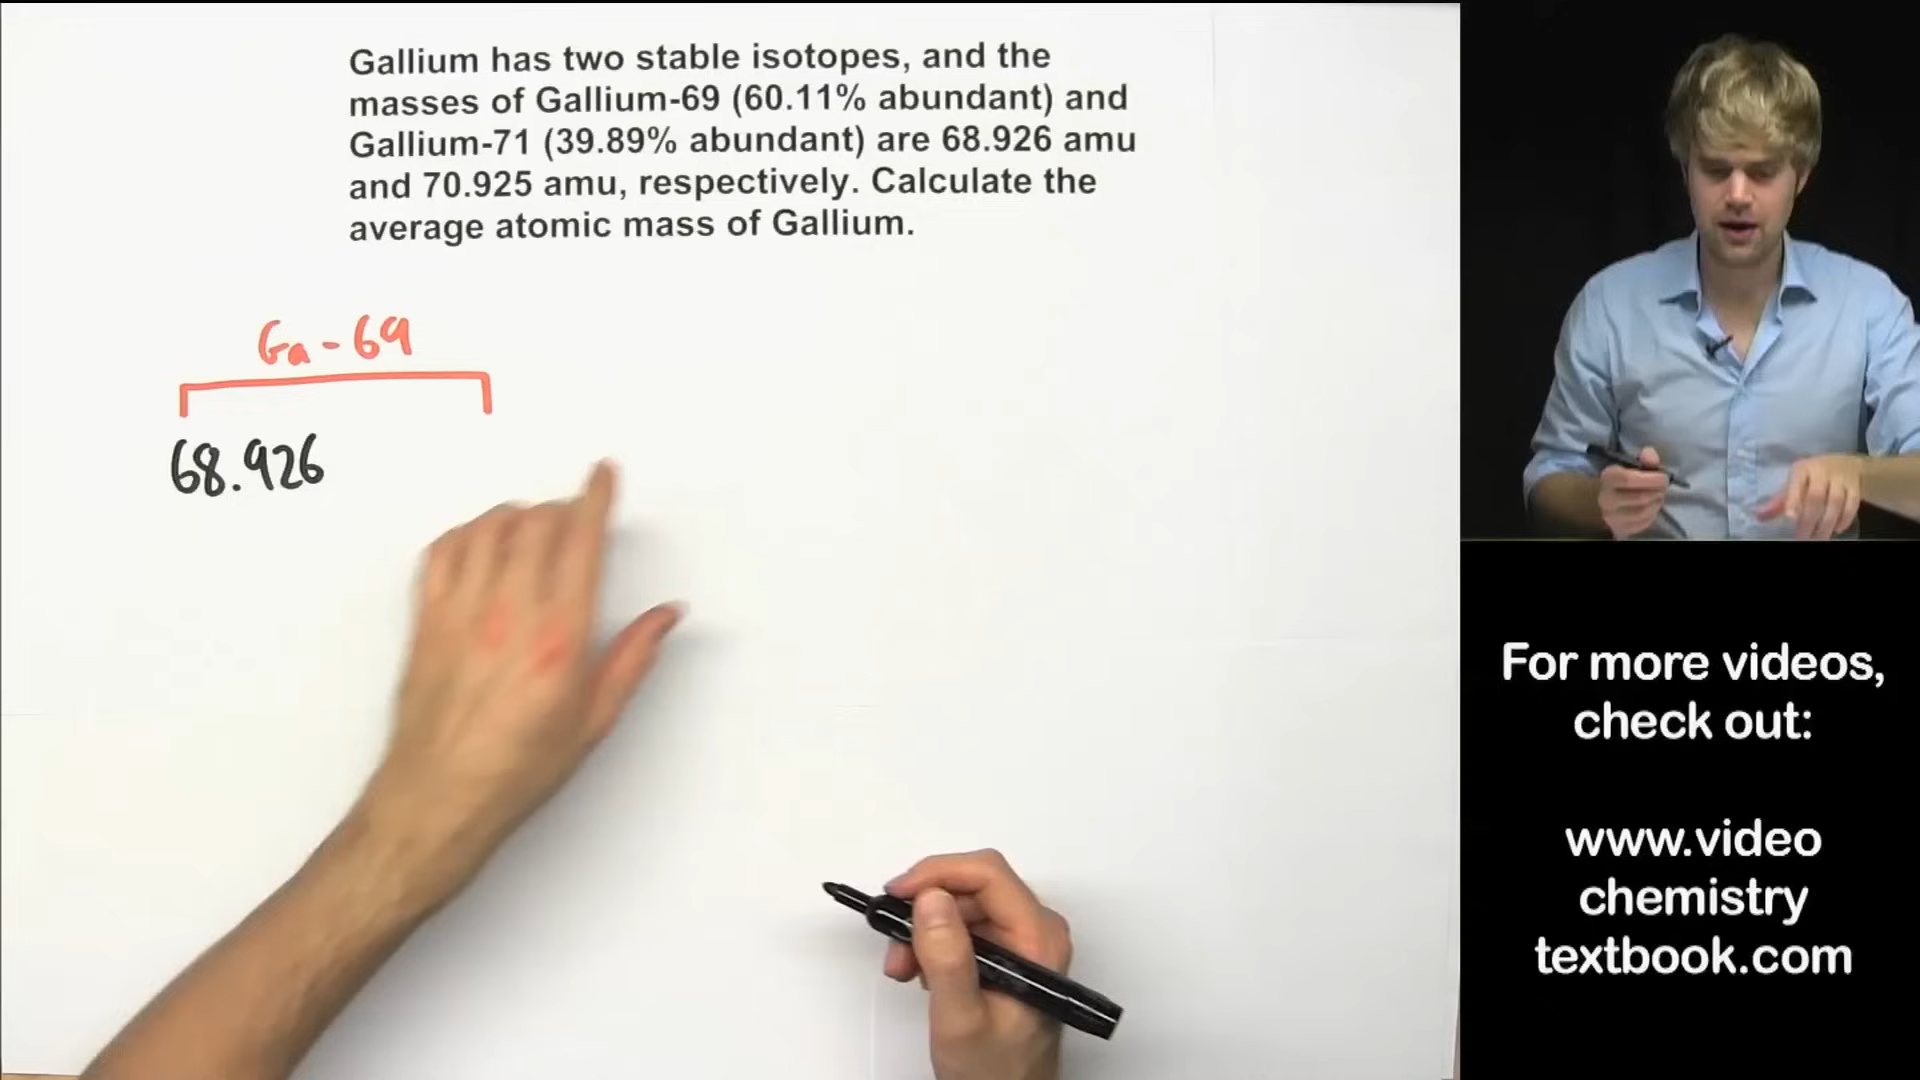 Gallium has two stable isotopes, and the
masses of Gallium-69 (60.11% abundant) and
Gallium-71 (39.89% abundant) are 68.926 amu
and 70.925 amu, respectively. Calculate the
average atomic mass of Gallium.
Ga-69
68.926
For more videos,
check out:
www.video
chemistry
textbook.com